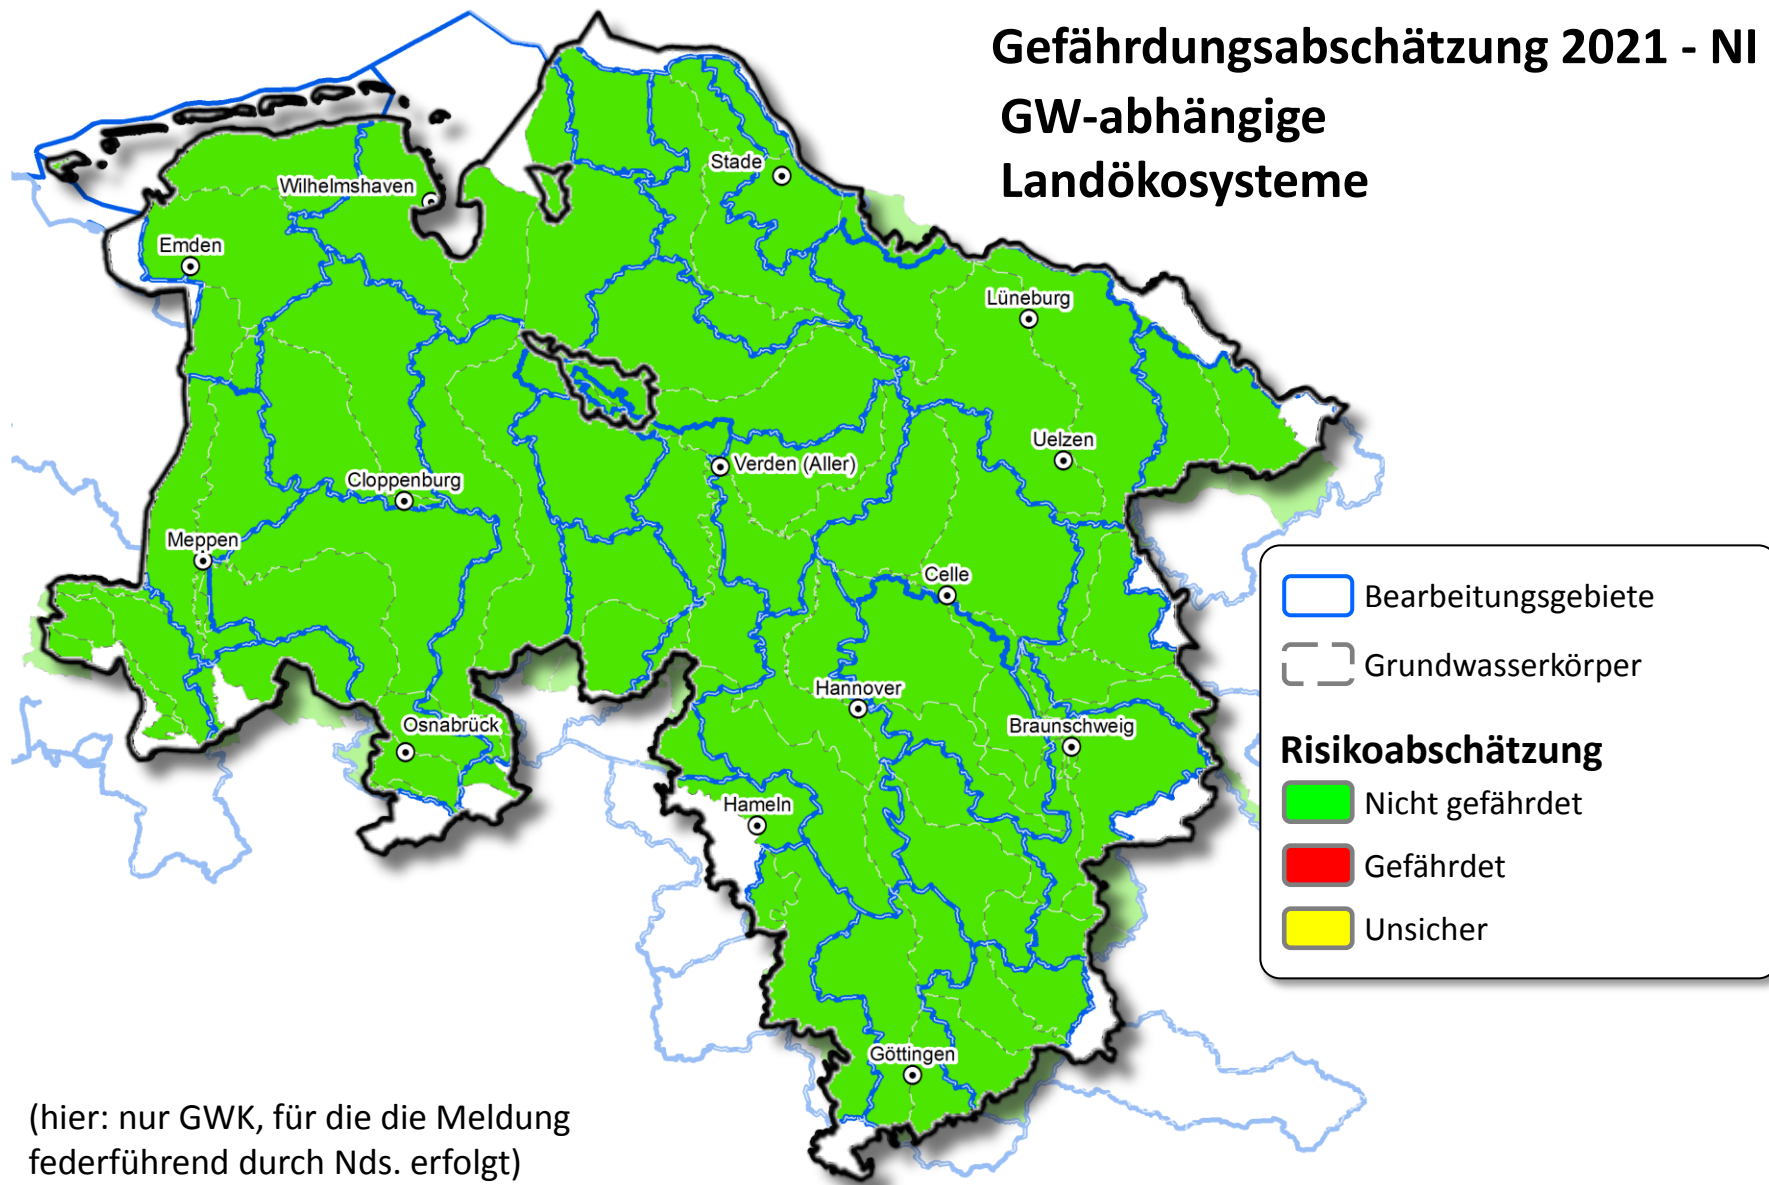 Gefährdungsabschätzung 2021 - NI
GW-abhängige
Landökosysteme
Stade
Wilhelmshaven
Emden
Lüneburg
Uelzen
Verden (Aller)
Cloppenburg
Meppen
Celle
Hannover
Osnabrück
Braunschweig
Hameln
Göttingen
Bearbeitungsgebiete
Grundwasserkörper
Risikoabschätzung
Nicht gefährdet
Gefährdet
Unsicher
(hier: nur GWK, für die die Meldung
federführend durch Nds. erfolgt)